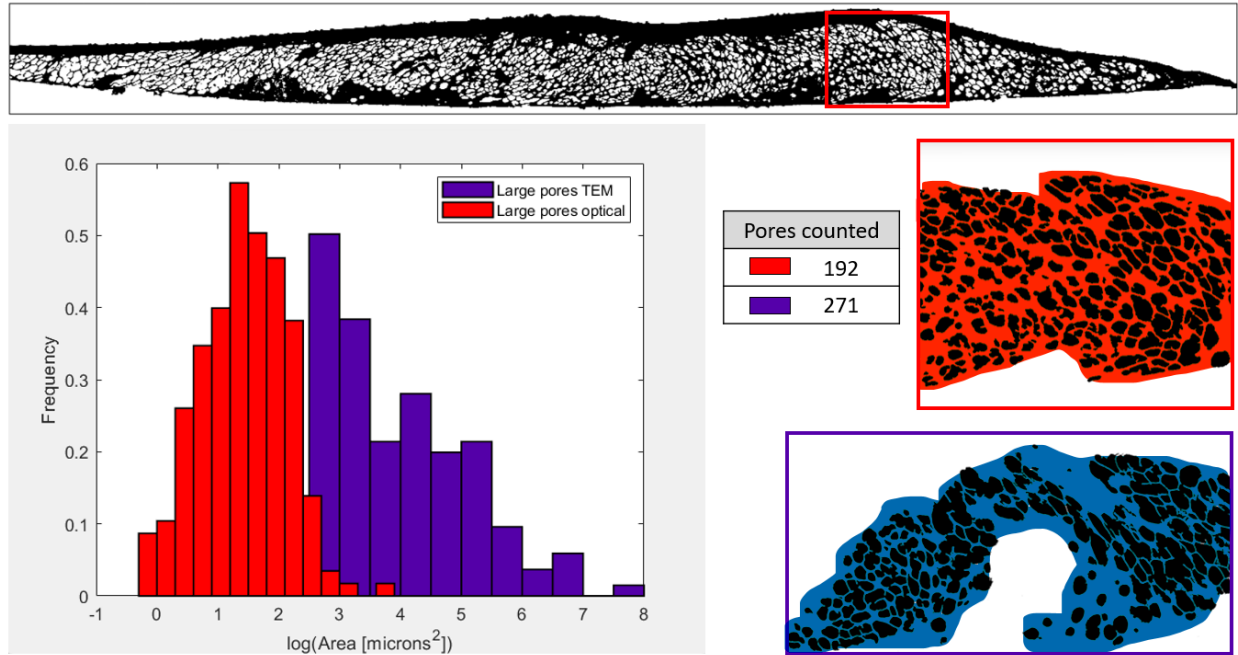 0.6
0.5
0.4
0.3
0.2
0.1
0
Frequency
-1 0 1 2 3 4 5 6 7 8
log(Area [microns²])
Large pores TEM
Large pores optical
Pores counted
192
271